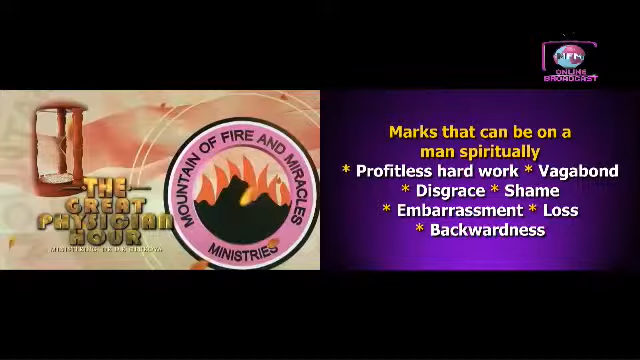 MFM
ONLINE
BROADCAST
THE
GREAT
PHYSICIAN
HOUR
MOUNTAIN OF FIRE AND MIRACLES
MINISTRIES
Marks that can be on a
man spiritually
* Profitless hard work * Vagabond
* Disgrace * Shame
* Embarrassment * Loss
* Backwardness